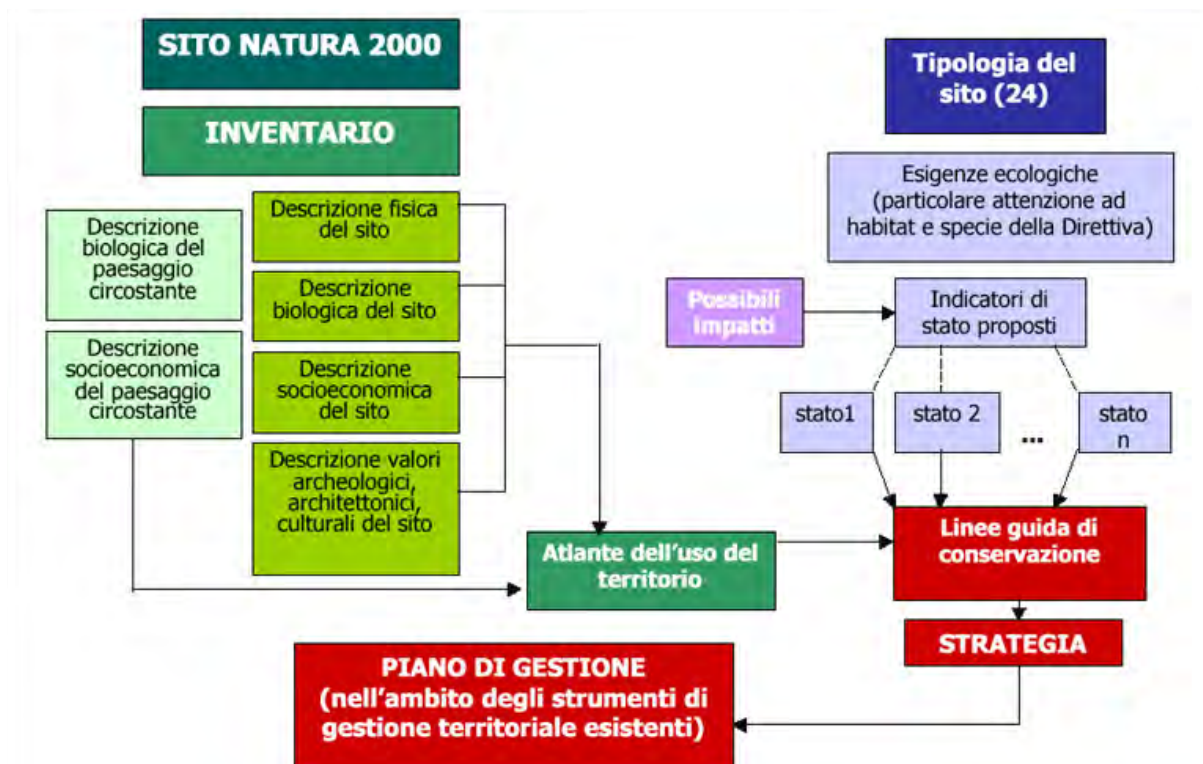 SITO NATURA 2000
INVENTARIO
Descrizione
biologica del
paesaggio
circostante
Descrizione
socioeconomica
del paesaggio
circostante
Descrizione fisica
del sito
Descrizione
biologica del sito
Descrizione
socioeconomica
del sito
Descrizione valori
archeologici,
architettonici,
culturali del sito
Atlante dell'uso del
territorio
Tipologia del
sito (24)
Esigenze ecologiche
(particolare attenzione ad
habitat e specie della Direttiva)
Possibili
impatti
Indicatori di
stato proposti
stato1
stato 2
...
stato
n
Linee guida di
conservazione
STRATEGIA
PIANO DI GESTIONE
(nell'ambito degli strumenti di
gestione territoriale esistenti)